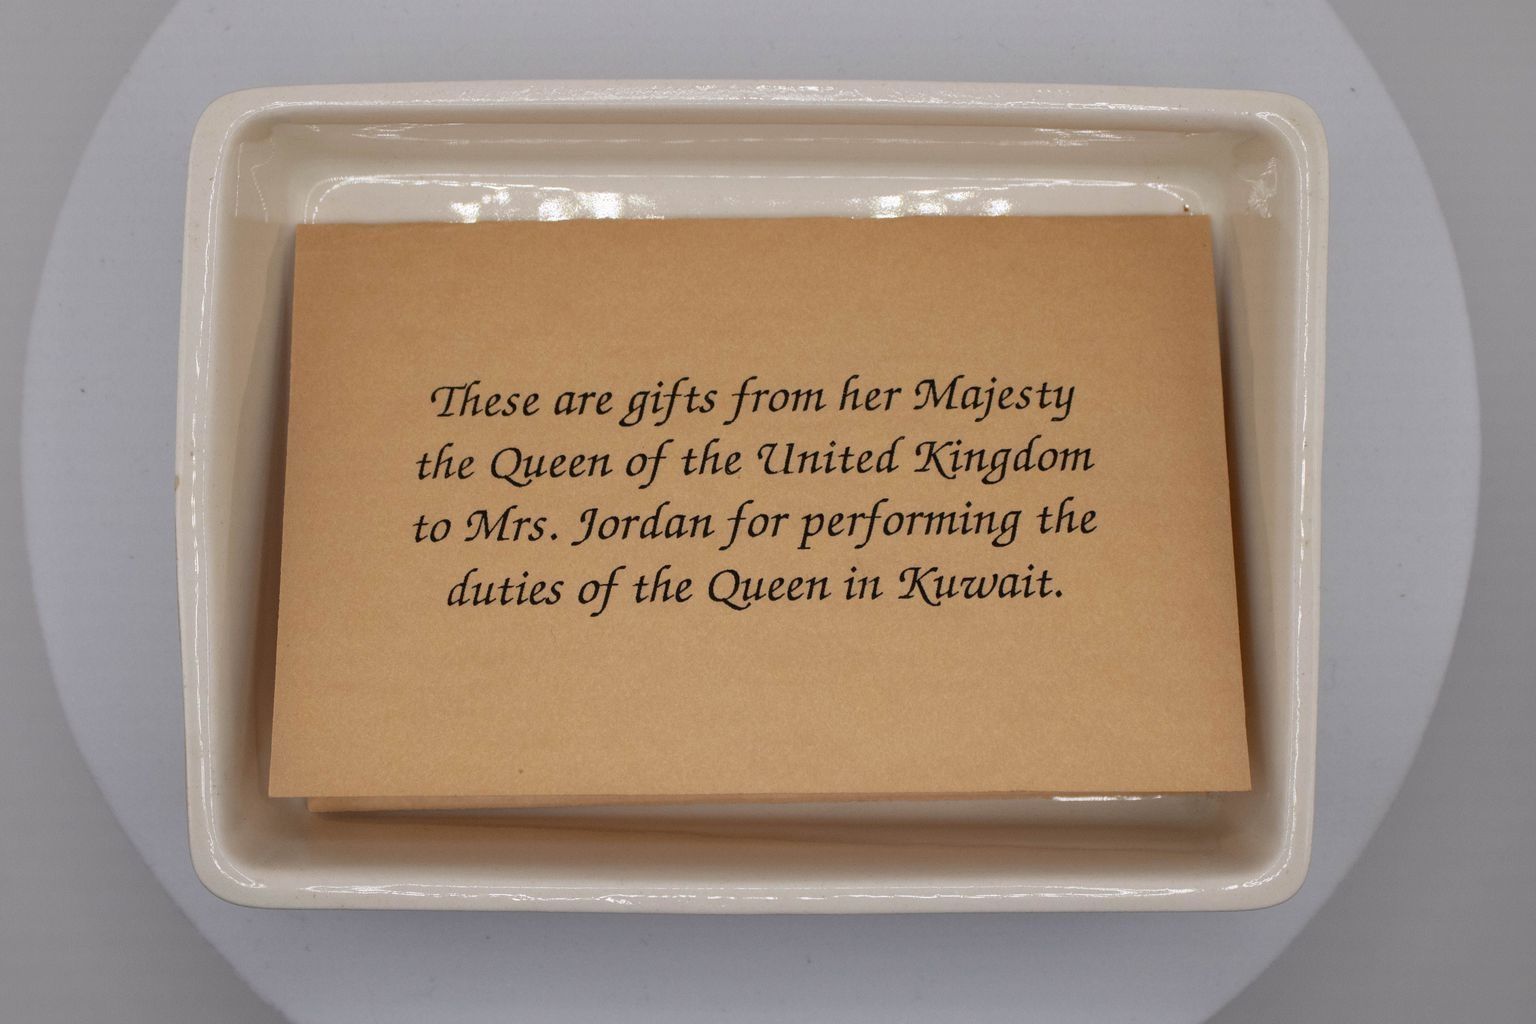 These are gifts from her Majesty
the Queen of the United Kingdom
to Mrs. Jordan for performing the
duties of the Queen in Kuwait.